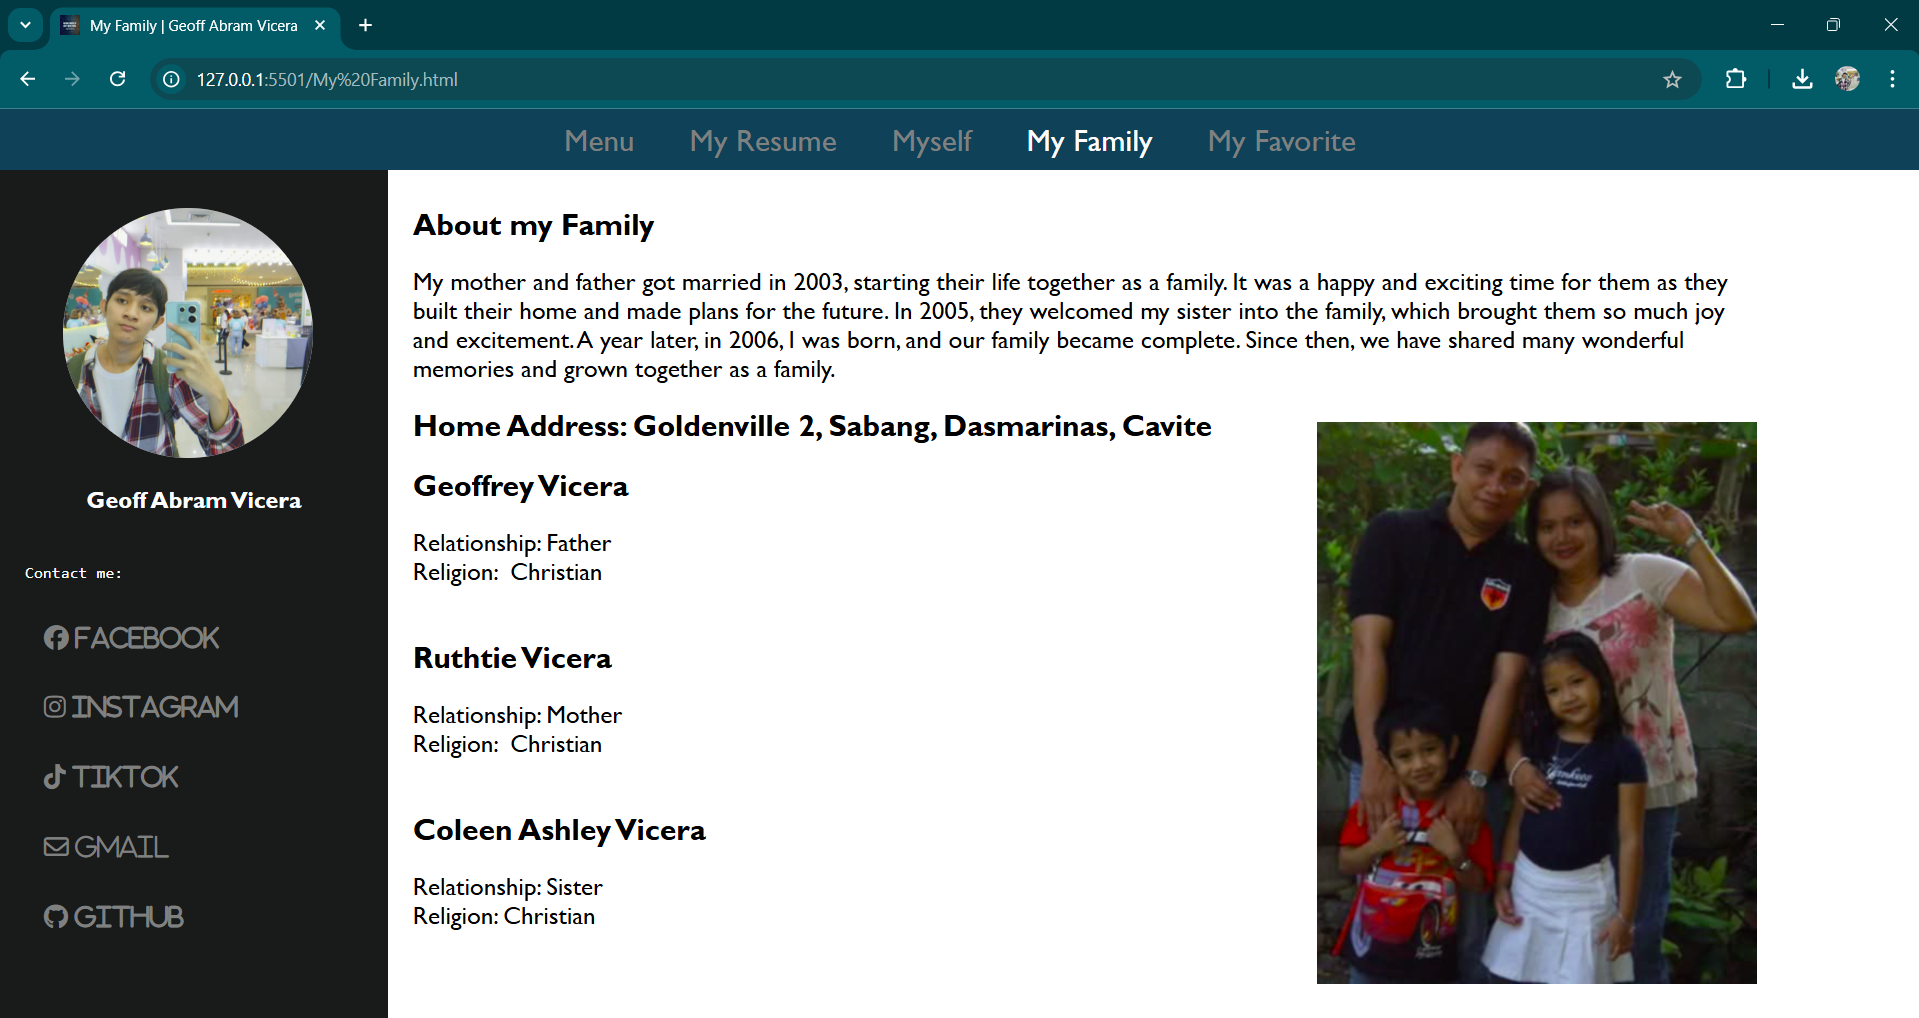 My Family | Geoff Abram Vicera
127.0.0.1:5501/My%20Family.html
Menu My Resume Myself My Family My Favorite
Geoff Abram Vicera
Contact me:
FACEBOOK
INSTAGRAM
TIKTOK
GMAIL
GITHUB
About my Family
My mother and father got married in 2003, starting their life together as a family. It was a happy and exciting time for them as they
built their home and made plans for the future. In 2005, they welcomed my sister into the family, which brought them so much joy
and excitement. A year later, in 2006, I was born, and our family became complete. Since then, we have shared many wonderful
memories and grown together as a family.
Home Address: Goldenville 2, Sabang, Dasmarinas, Cavite
Geoffrey Vicera
Relationship: Father
Religion: Christian
Ruthtie Vicera
Relationship: Mother
Religion: Christian
Coleen Ashley Vicera
Relationship: Sister
Religion: Christian